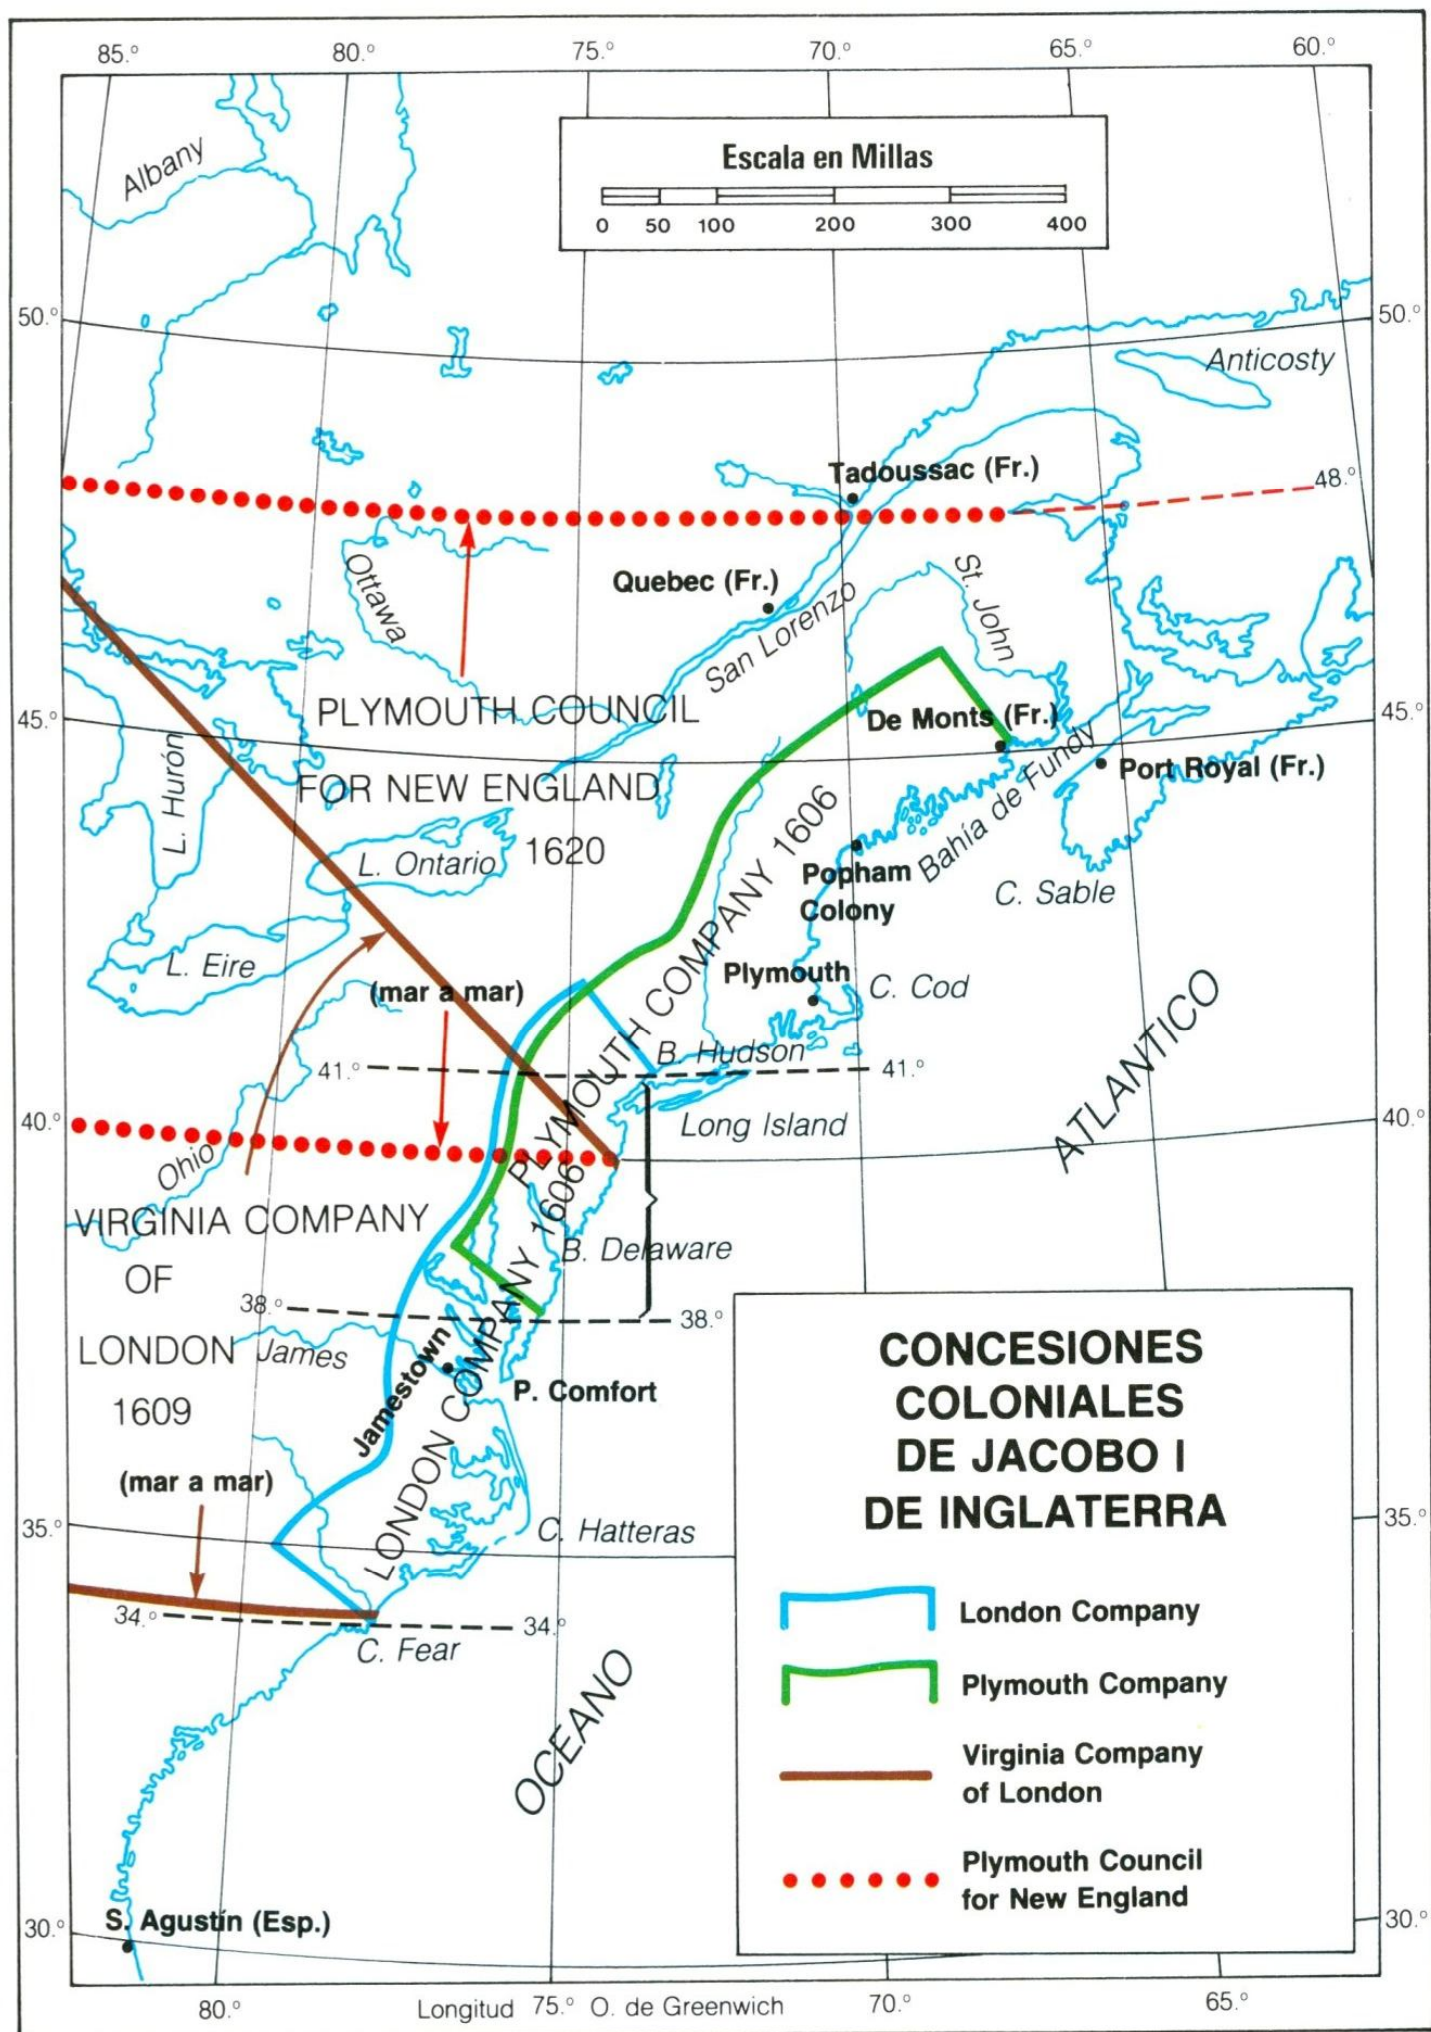 85.º 80.º 75.º 70.º 65.º 60.º
Escala en Millas
0 50 100 200 300 400
Albany
50.º
50.º
Anticosty
Tadoussac (Fr.)
48.º
Quebec (Fr.)
Ottawa
San Lorenzo
St. John
45.º
45.º
PLYMOUTH COUNCIL
FOR NEW ENGLAND
1620
De Monts (Fr.)
Port Royal (Fr.)
Bahía de Fundy
L. Hurón
L. Ontario
PLYMOUTH COMPANY 1606
Popham
Colony
C. Sable
L. Eire
(mar a mar)
Plymouth
C. Cod
B. Hudson
41.º
41.º
Long Island
40.º
40.º
ATLANTICO
Ohio
VIRGINIA COMPANY
OF
LONDON
1609
B. Delaware
38.º
38.º
James
Jamestown
P. Comfort
LONDON COMPANY 1606
(mar a mar)
35.º
35.º
C. Hatteras
34.º
34.º
C. Fear
OCEANO
CONCESIONES
COLONIALES
DE JACOBO I
DE INGLATERRA
London Company
Plymouth Company
Virginia Company
of London
Plymouth Council
for New England
30.º
30.º
S. Agustín (Esp.)
80.º Longitud 75.º O. de Greenwich 70.º 65.º